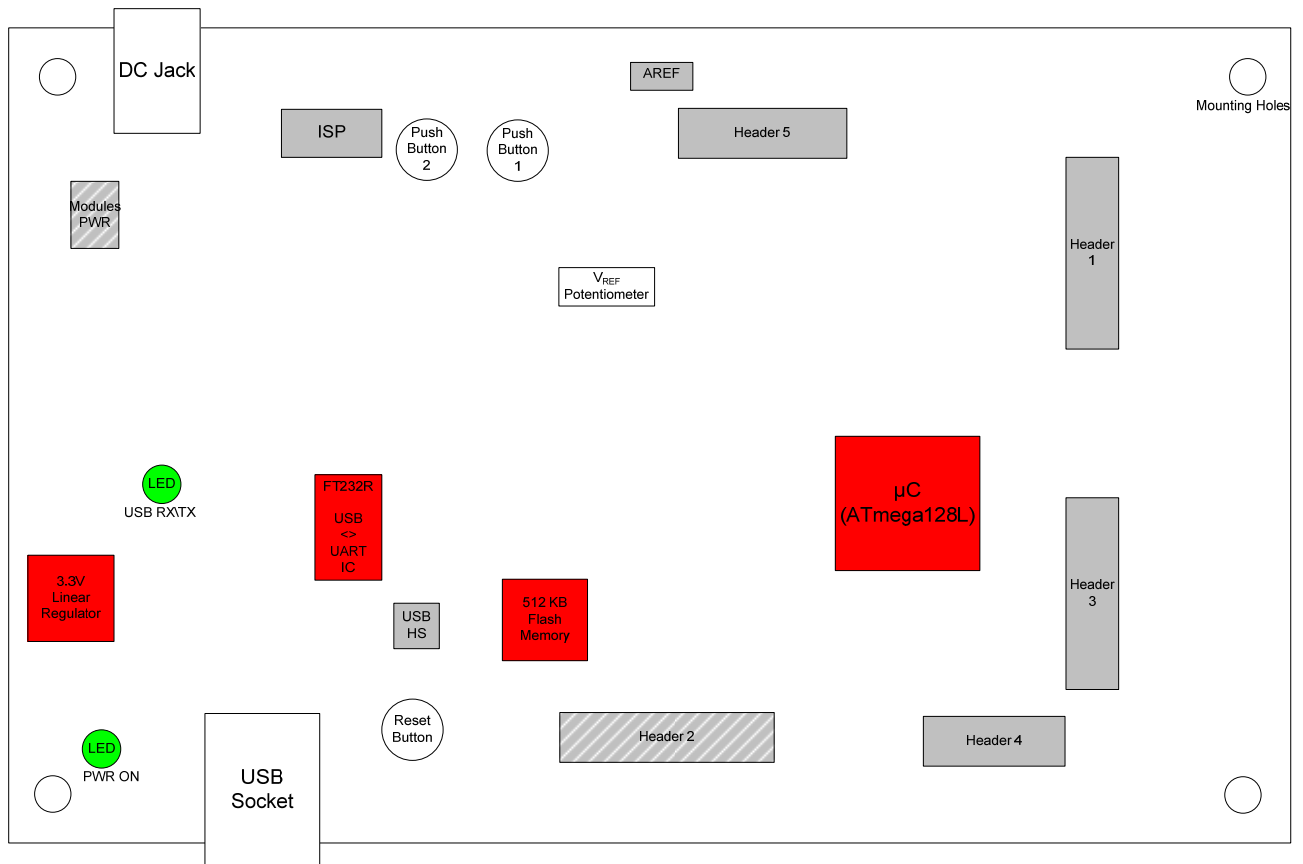 DC Jack
AREF
Mounting Holes
ISP
Push
Button
2
Push
Button
1
Header 5
Modules
PWR
Header
1
VREF
Potentiometer
LED
USB RX\TX
FT232R
USB
<>
UART
IC
µC
(ATmega128L)
3.3V
Linear
Regulator
USB
HS
512 KB
Flash
Memory
Header
3
Reset
Button
Header 2
Header 4
LED
PWR ON
USB
Socket